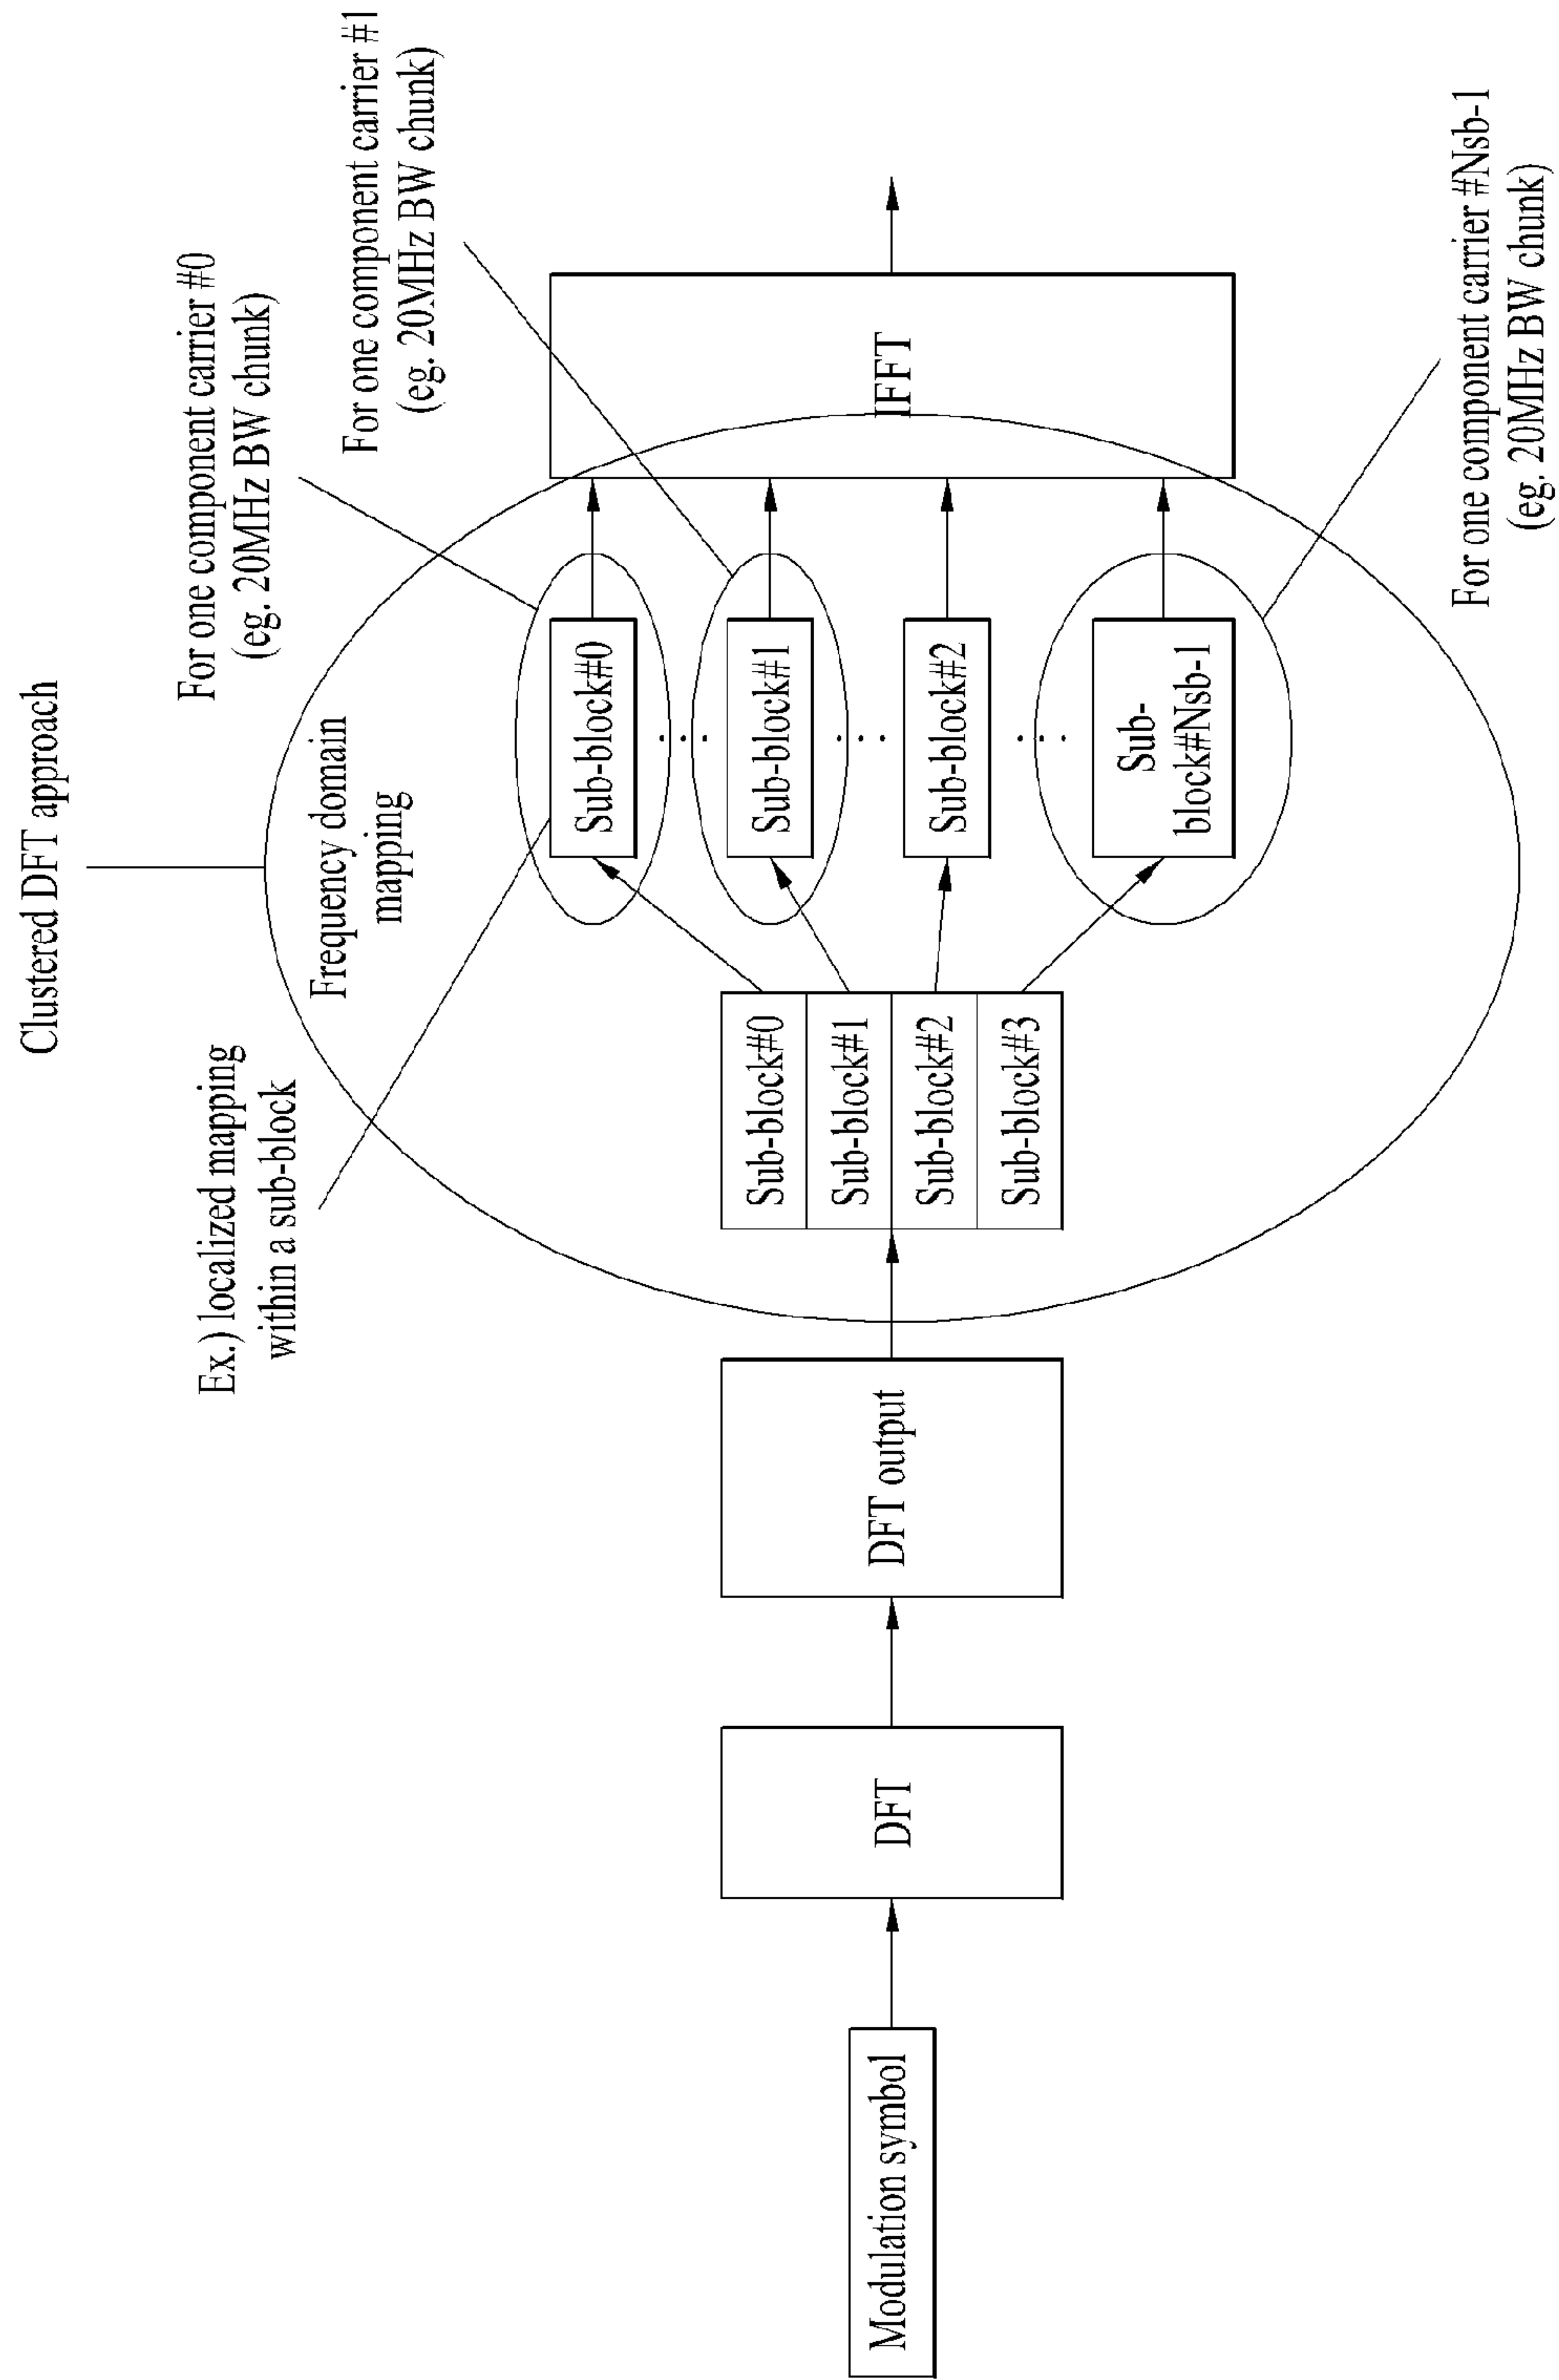 Clustered DFT approach
For one component carrier #0
(eg. 20MHz BW chunk)
For one component carrier #1
(eg. 20MHz BW chunk)
Ex.) localized mapping
within a sub-block
Frequency domain
mapping
Modulation symbol
DFT
DFT output
Sub-block#0
Sub-block#1
Sub-block#2
Sub-block#3
Sub-block#0
Sub-block#1
Sub-block#2
Sub-
block#Nsb-1
IFFT
For one component carrier #Nsb-1
(eg. 20MHz BW chunk)